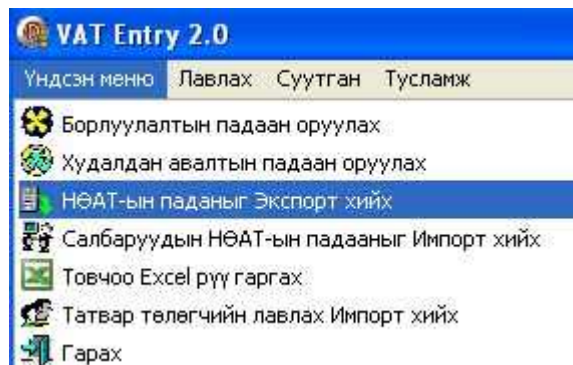 VAT Entry 2.0
Үндсэн меню Лавлах Суутган Тусламж
Борлуулалтын падаан оруулах
Худалдан авалтын падаан оруулах
НӨАТ-ын паданыг Экспорт хийх
Салбаруудын НӨАТ-ын падааныг Импорт хийх
Товчоо Excel рүү гаргах
Татвар төлөгчийн лавлах Импорт хийх
Гарах